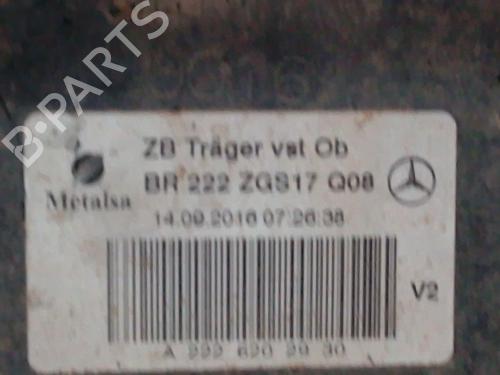 B-PARTS
ZB Träger vst Ob
BR 222 ZGS17 Q08
Metalsa
14.09.2016 07:26:38
V2
A 222 620 29 30